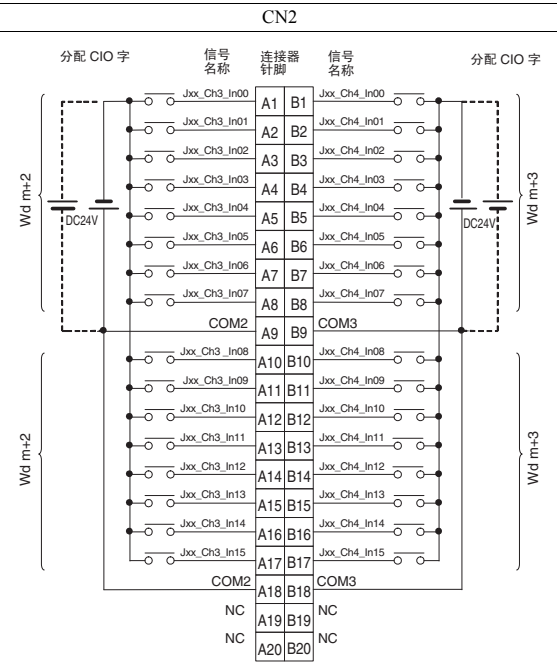 CN2
分配 CIO 字 信号名称 连接器针脚 信号名称 分配 CIO 字
Jxx_Ch3_In00 A1 B1 Jxx_Ch4_In00
Jxx_Ch3_In01 A2 B2 Jxx_Ch4_In01
Jxx_Ch3_In02 A3 B3 Jxx_Ch4_In02
Jxx_Ch3_In03 A4 B4 Jxx_Ch4_In03
Wd m+2 DC24V Jxx_Ch3_In04 A5 B5 Jxx_Ch4_In04 DC24V Wd m+3
Jxx_Ch3_In05 A6 B6 Jxx_Ch4_In05
Jxx_Ch3_In06 A7 B7 Jxx_Ch4_In06
Jxx_Ch3_In07 A8 B8 Jxx_Ch4_In07
COM2 A9 B9 COM3
Jxx_Ch3_In08 A10 B10 Jxx_Ch4_In08
Jxx_Ch3_In09 A11 B11 Jxx_Ch4_In09
Jxx_Ch3_In10 A12 B12 Jxx_Ch4_In10
Jxx_Ch3_In11 A13 B13 Jxx_Ch4_In11
Wd m+2 Jxx_Ch3_In12 A14 B14 Jxx_Ch4_In12 Wd m+3
Jxx_Ch3_In13 A15 B15 Jxx_Ch4_In13
Jxx_Ch3_In14 A16 B16 Jxx_Ch4_In14
Jxx_Ch3_In15 A17 B17 Jxx_Ch4_In15
COM2 A18 B18 COM3
NC A19 B19 NC
NC A20 B20 NC